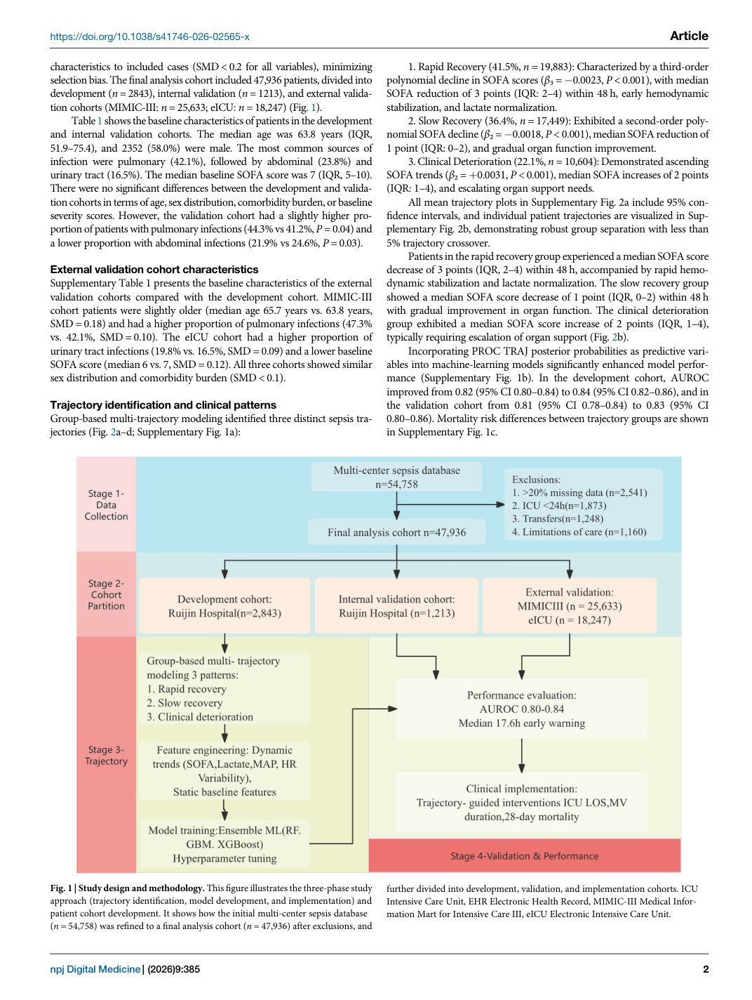 https://doi.org/10.1038/s41746-026-02565-x
Article
characteristics to included cases (SMD < 0.2 for all variables), minimizing
selection bias. The final analysis cohort included 47,936 patients, divided into
development (n = 2843), internal validation (n = 1213), and external valida-
tion cohorts (MIMIC-III: n = 25,633; eICU: n = 18,247) (Fig. 1).
Table 1 shows the baseline characteristics of patients in the development
and internal validation cohorts. The median age was 63.8 years (IQR,
51.9–75.4), and 2352 (58.0%) were male. The most common sources of
infection were pulmonary (42.1%), followed by abdominal (23.8%) and
urinary tract (16.5%). The median baseline SOFA score was 7 (IQR, 5–10).
There were no significant differences between the development and valida-
tion cohorts in terms of age, sex distribution, comorbidity burden, or baseline
severity scores. However, the validation cohort had a slightly higher pro-
portion of patients with pulmonary infections (44.3% vs 41.2%, P = 0.04) and
a lower proportion with abdominal infections (21.9% vs 24.6%, P = 0.03).
External validation cohort characteristics
Supplementary Table 1 presents the baseline characteristics of the external
validation cohorts compared with the development cohort. MIMIC-III
cohort patients were slightly older (median age 65.7 years vs. 63.8 years,
SMD = 0.18) and had a higher proportion of pulmonary infections (47.3%
vs. 42.1%, SMD = 0.10). The eICU cohort had a higher proportion of
urinary tract infections (19.8% vs. 16.5%, SMD = 0.09) and a lower baseline
SOFA score (median 6 vs. 7, SMD = 0.12). All three cohorts showed similar
sex distribution and comorbidity burden (SMD < 0.1).
Trajectory identification and clinical patterns
Group-based multi-trajectory modeling identified three distinct sepsis tra-
jectories (Fig. 2a–d; Supplementary Fig. 1a):
1. Rapid Recovery (41.5%, n = 19,883): Characterized by a third-order
polynomial decline in SOFA scores (β₃ = −0.0023, P < 0.001), with median
SOFA reduction of 3 points (IQR: 2–4) within 48 h, early hemodynamic
stabilization, and lactate normalization.
2. Slow Recovery (36.4%, n = 17,449): Exhibited a second-order poly-
nomial SOFA decline (β₂ = −0.0018, P < 0.001), median SOFA reduction of
1 point (IQR: 0–2), and gradual organ function improvement.
3. Clinical Deterioration (22.1%, n = 10,604): Demonstrated ascending
SOFA trends (β₂ = +0.0031, P < 0.001), median SOFA increases of 2 points
(IQR: 1–4), and escalating organ support needs.
All mean trajectory plots in Supplementary Fig. 2a include 95% con-
fidence intervals, and individual patient trajectories are visualized in Sup-
plementary Fig. 2b, demonstrating robust group separation with less than
5% trajectory crossover.
Patients in the rapid recovery group experienced a median SOFA score
decrease of 3 points (IQR, 2–4) within 48 h, accompanied by rapid hemo-
dynamic stabilization and lactate normalization. The slow recovery group
showed a median SOFA score decrease of 1 point (IQR, 0–2) within 48 h
with gradual improvement in organ function. The clinical deterioration
group exhibited a median SOFA score increase of 2 points (IQR, 1–4),
typically requiring escalation of organ support (Fig. 2b).
Incorporating PROC TRAJ posterior probabilities as predictive vari-
ables into machine-learning models significantly enhanced model perfor-
mance (Supplementary Fig. 1b). In the development cohort, AUROC
improved from 0.82 (95% CI 0.80–0.84) to 0.84 (95% CI 0.82–0.86), and in
the validation cohort from 0.81 (95% CI 0.78–0.84) to 0.83 (95% CI
0.80–0.86). Mortality risk differences between trajectory groups are shown
in Supplementary Fig. 1c.
Stage 1-
Data
Collection
Multi-center sepsis database
n=54,758
Exclusions:
1. >20% missing data (n=2,541)
2. ICU <24h(n=1,873)
3. Transfers(n=1,248)
4. Limitations of care (n=1,160)
Final analysis cohort n=47,936
Stage 2-
Cohort
Partition
Development cohort:
Ruijin Hospital(n=2,843)
Internal validation cohort:
Ruijin Hospital (n=1,213)
External validation:
MIMICIII (n = 25,633)
eICU (n = 18,247)
Stage 3-
Trajectory
Group-based multi- trajectory
modeling 3 patterns:
1. Rapid recovery
2. Slow recovery
3. Clinical deterioration
Feature engineering: Dynamic
trends (SOFA,Lactate,MAP, HR
Variability),
Static baseline features
Model training:Ensemble ML(RF.
GBM. XGBoost)
Hyperparameter tuning
Performance evaluation:
AUROC 0.80-0.84
Median 17.6h early warning
Clinical implementation:
Trajectory- guided interventions ICU LOS,MV
duration,28-day mortality
Stage 4-Validation & Performance
Fig. 1 | Study design and methodology. This figure illustrates the three-phase study
approach (trajectory identification, model development, and implementation) and
patient cohort development. It shows how the initial multi-center sepsis database
(n = 54,758) was refined to a final analysis cohort (n = 47,936) after exclusions, and
further divided into development, validation, and implementation cohorts. ICU
Intensive Care Unit, EHR Electronic Health Record, MIMIC-III Medical Infor-
mation Mart for Intensive Care III, eICU Electronic Intensive Care Unit.
npj Digital Medicine | (2026)9:385
2